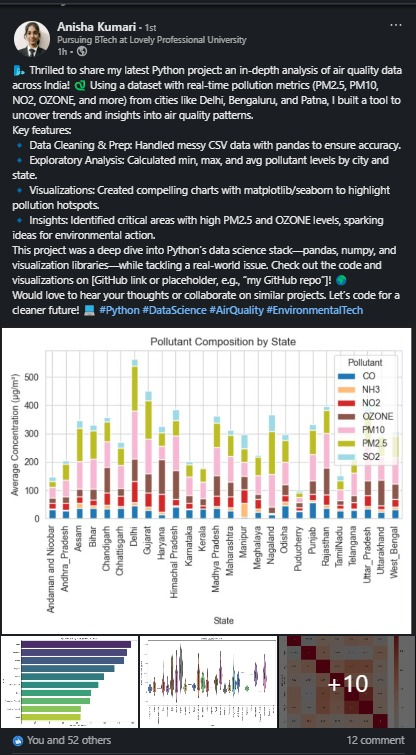 Anisha Kumari • 1st
Pursuing BTech at Lovely Professional University
1h •
Thrilled to share my latest Python project: an in-depth analysis of air quality data
across India! Using a dataset with real-time pollution metrics (PM2.5, PM10,
NO2, OZONE, and more) from cities like Delhi, Bengaluru, and Patna, I built a tool to
uncover trends and insights into air quality patterns.
Key features:
Data Cleaning & Prep: Handled messy CSV data with pandas to ensure accuracy.
Exploratory Analysis: Calculated min, max, and avg pollutant levels by city and
state.
Visualizations: Created compelling charts with matplotlib/seaborn to highlight
pollution hotspots.
Insights: Identified critical areas with high PM2.5 and OZONE levels, sparking
ideas for environmental action.
This project was a deep dive into Python's data science stack—pandas, numpy, and
visualization libraries—while tackling a real-world issue. Check out the code and
visualizations on [GitHub link or placeholder, e.g., "my GitHub repo"]!
Would love to hear your thoughts or collaborate on similar projects. Let's code for a
cleaner future! #Python #DataScience #AirQuality #EnvironmentalTech
Pollutant Composition by State
Average Concentration (µg/m³)
500
400
300
200
100
0
Pollutant
CO
NH3
NO2
OZONE
PM10
PM2.5
SO2
Andaman and Nicobar
Andhra_Pradesh
Assam
Bihar
Chandigarh
Chhattisgarh
Delhi
Gujarat
Haryana
Himachal Pradesh
Karnataka
Kerala
Madhya Pradesh
Maharashtra
Manipur
Meghalaya
Nagaland
Odisha
Puducherry
Punjab
Rajasthan
TamilNadu
Telangana
Uttar_Pradesh
Uttarakhand
West_Bengal
State
+10
You and 52 others
12 comment